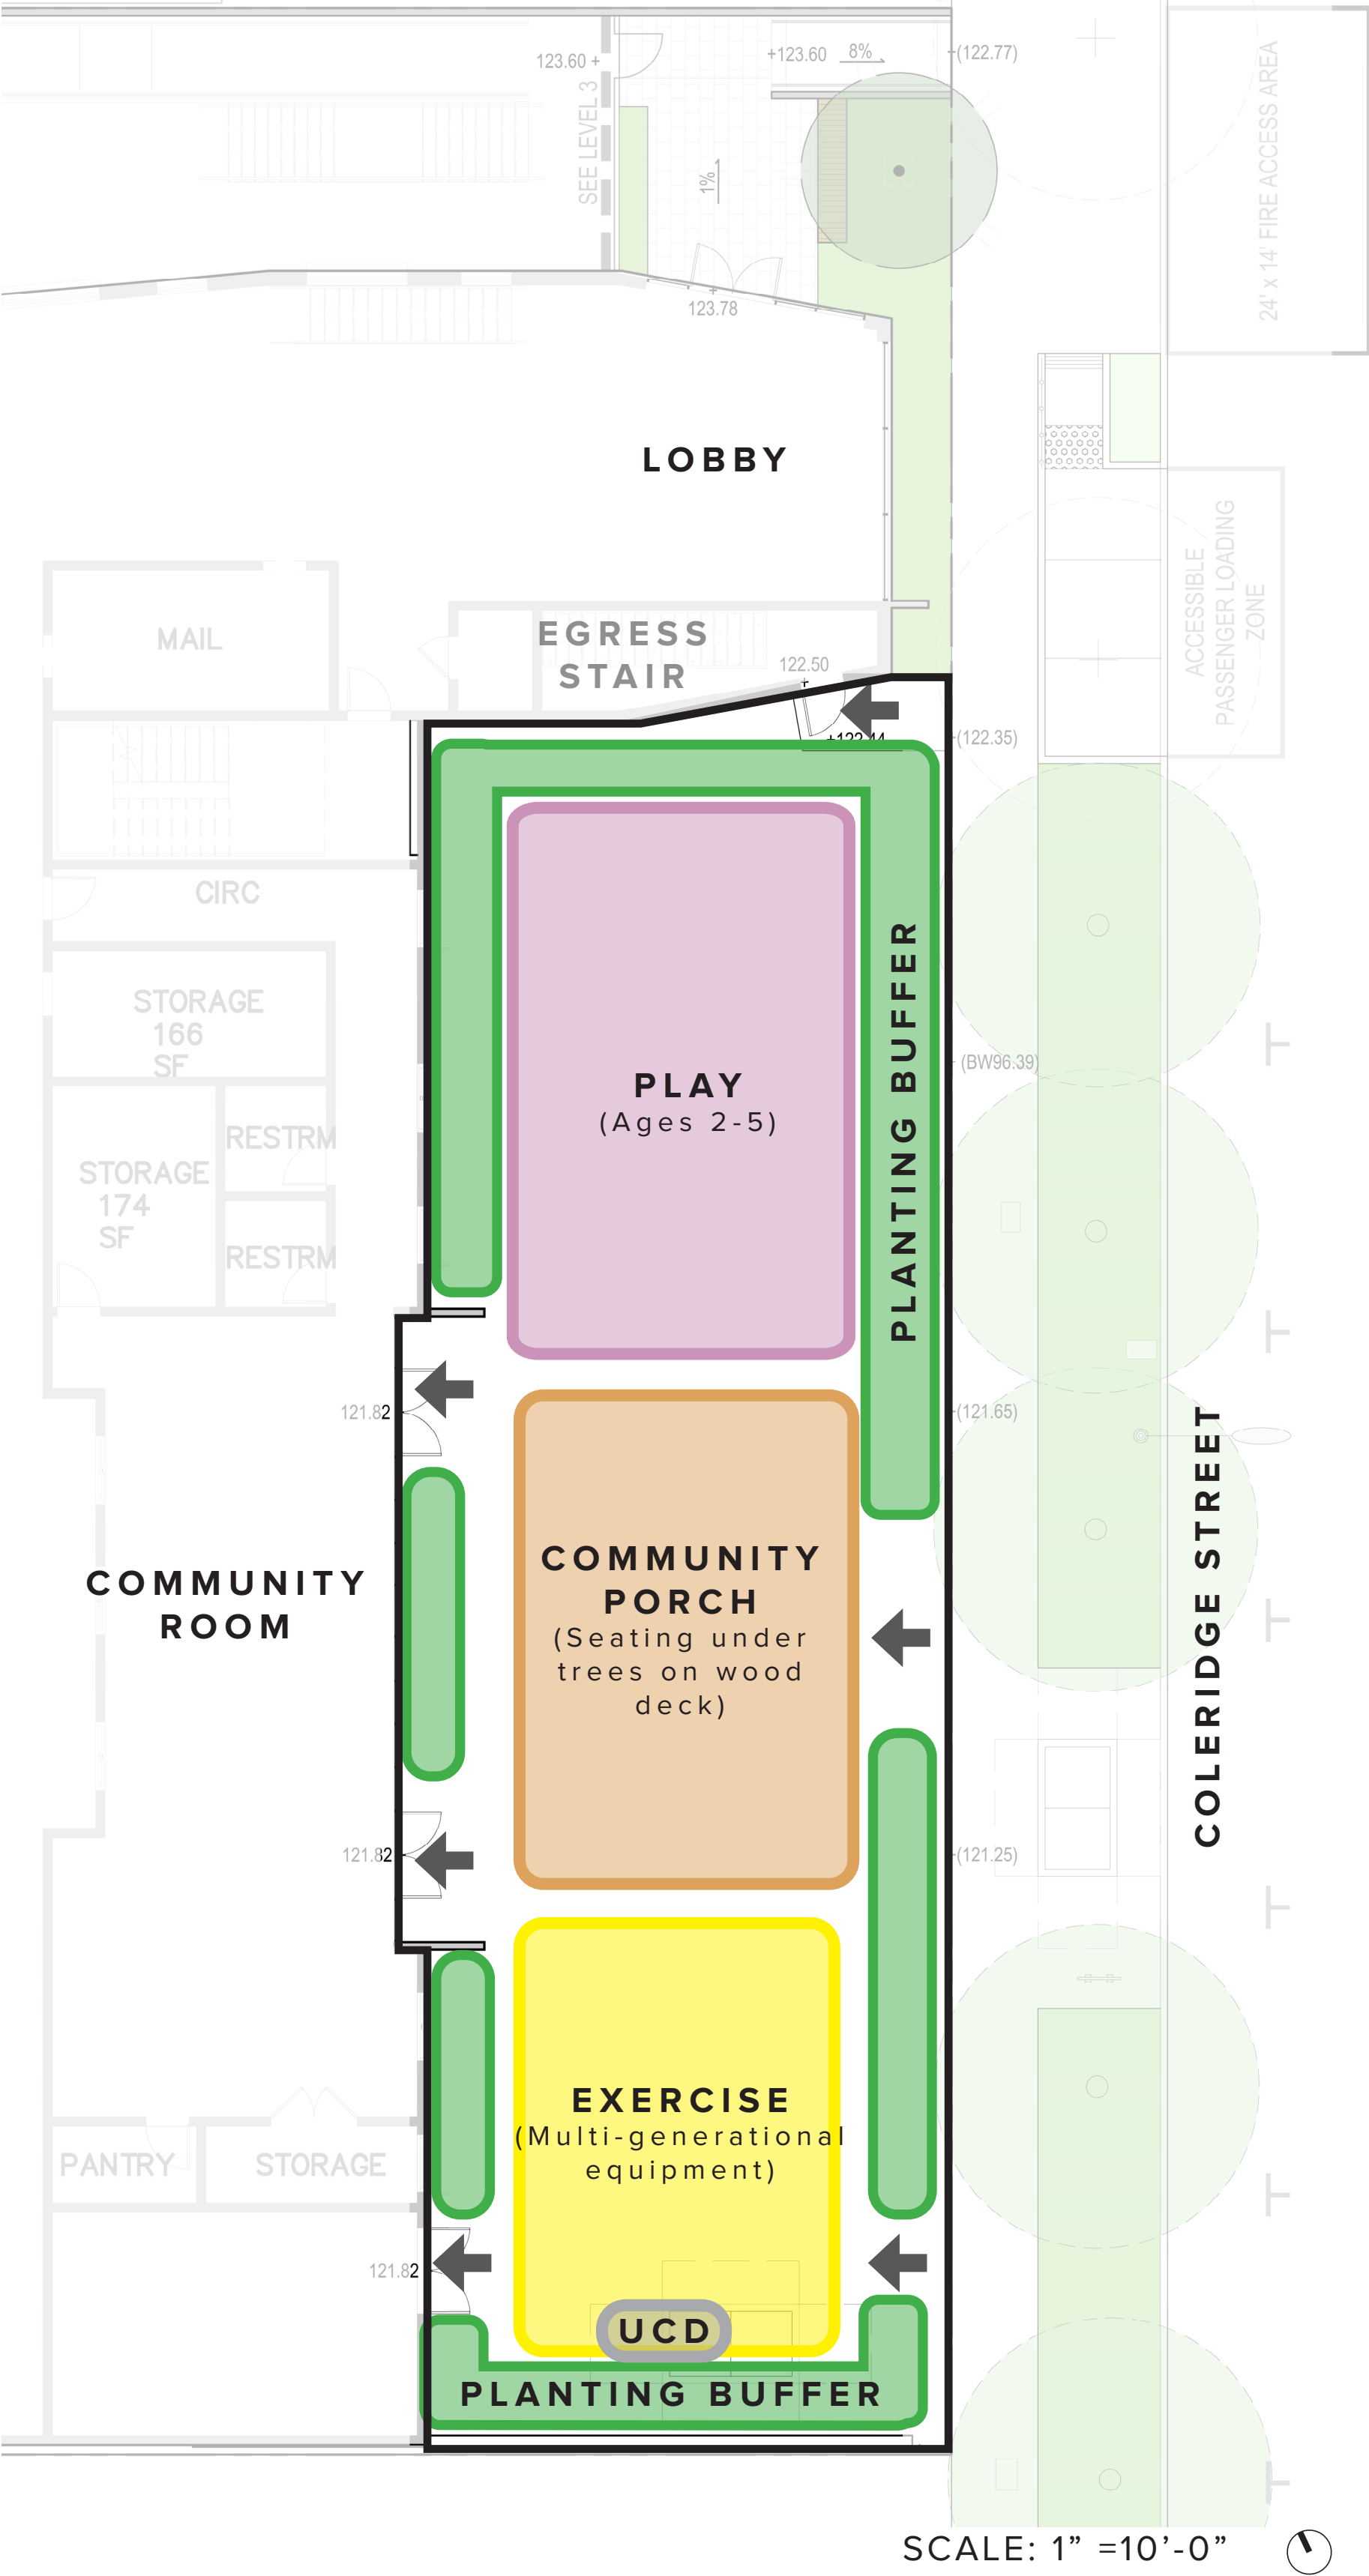 123.60 +
+123.60
8%
(122.77)
SEE LEVEL 3
1%
24' x 14' FIRE ACCESS AREA
123.78
LOBBY
ACCESSIBLE
PASSENGER LOADING
ZONE
MAIL
EGRESS
STAIR
122.50
+122.44
(122.35)
CIRC
STORAGE
166
SF
PLANTING BUFFER
(BW96.39)
PLAY
(Ages 2-5)
RESTRM
STORAGE
174
SF
RESTRM
121.82
(121.65)
COLERIDGE STREET
COMMUNITY
PORCH
(Seating under
trees on wood
deck)
COMMUNITY
ROOM
121.82
(121.25)
EXERCISE
(Multi-generational
equipment)
PANTRY
STORAGE
121.82
UCD
PLANTING BUFFER
SCALE: 1” =10’-0”